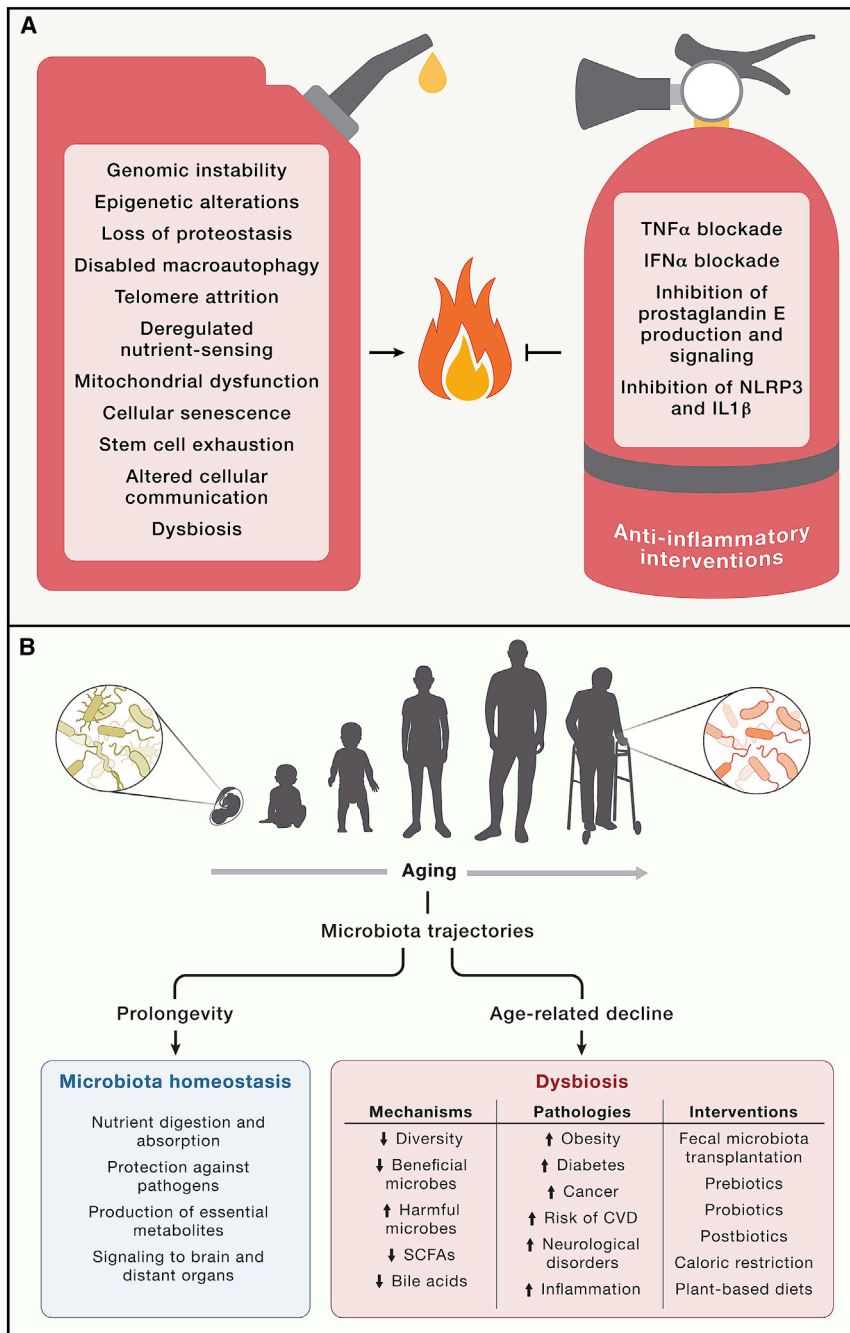 A
Genomic instability
Epigenetic alterations
Loss of proteostasis
Disabled macroautophagy
Telomere attrition
Deregulated
nutrient-sensing
Mitochondrial dysfunction
Cellular senescence
Stem cell exhaustion
Altered cellular
communication
Dysbiosis
TNFα blockade
IFNα blockade
Inhibition of
prostaglandin E
production and
signaling
Inhibition of NLRP3
and IL1β
Anti-inflammatory
interventions
B
Aging
Microbiota trajectories
Prolongevity
Age-related decline
Microbiota homeostasis
Nutrient digestion and
absorption
Protection against
pathogens
Production of essential
metabolites
Signaling to brain and
distant organs
Dysbiosis
Mechanisms
↓ Diversity
↓ Beneficial
microbes
↑ Harmful
microbes
↓ SCFAs
↓ Bile acids
Pathologies
↑ Obesity
↑ Diabetes
↑ Cancer
↑ Risk of CVD
↑ Neurological
disorders
↑ Inflammation
Interventions
Fecal microbiota
transplantation
Prebiotics
Probiotics
Postbiotics
Caloric restriction
Plant-based diets